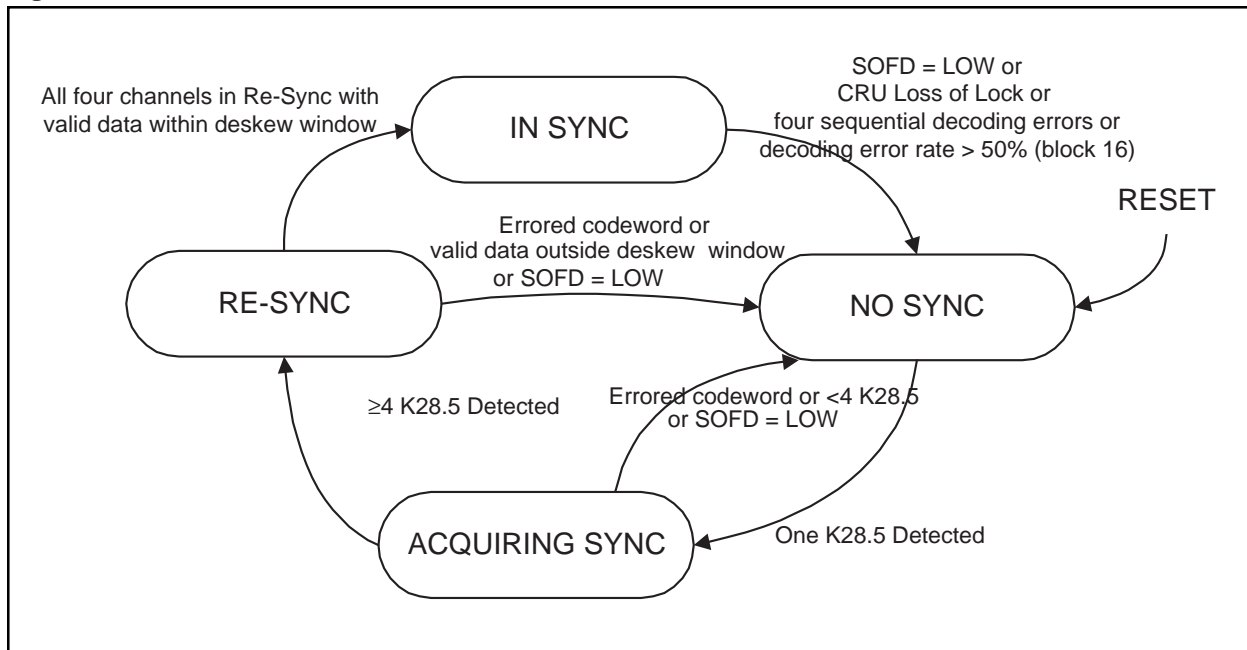 All four channels in Re-Sync with
valid data within deskew window
IN SYNC
SOFD = LOW or
CRU Loss of Lock or
four sequential decoding errors or
decoding error rate > 50% (block 16)
RESET
Errored codeword or
valid data outside deskew window
or SOFD = LOW
RE-SYNC
NO SYNC
≥4 K28.5 Detected
Errored codeword or <4 K28.5
or SOFD = LOW
ACQUIRING SYNC
One K28.5 Detected